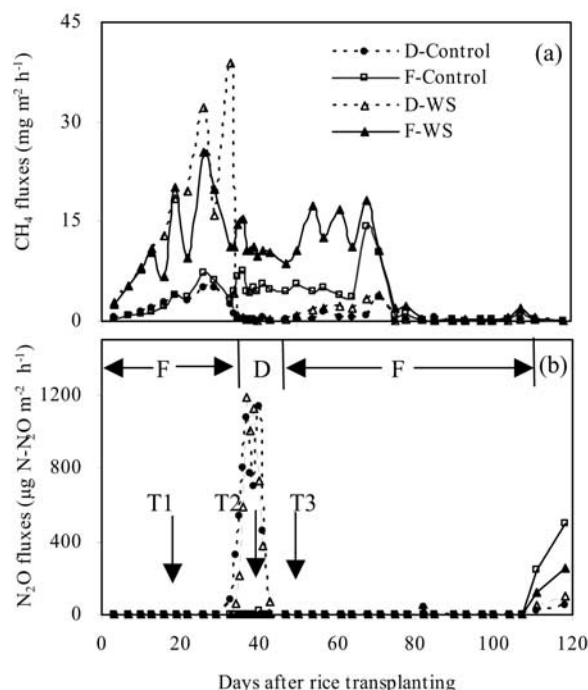 45
30
15
0
CH₄ fluxes (mg m⁻² h⁻¹)
(a)
D-Control
F-Control
D-WS
F-WS
1200
800
400
0
N₂O fluxes (µg N-N₂O m⁻² h⁻¹)
F D F
(b)
T1 T2 T3
0 20 40 60 80 100 120
Days after rice transplanting